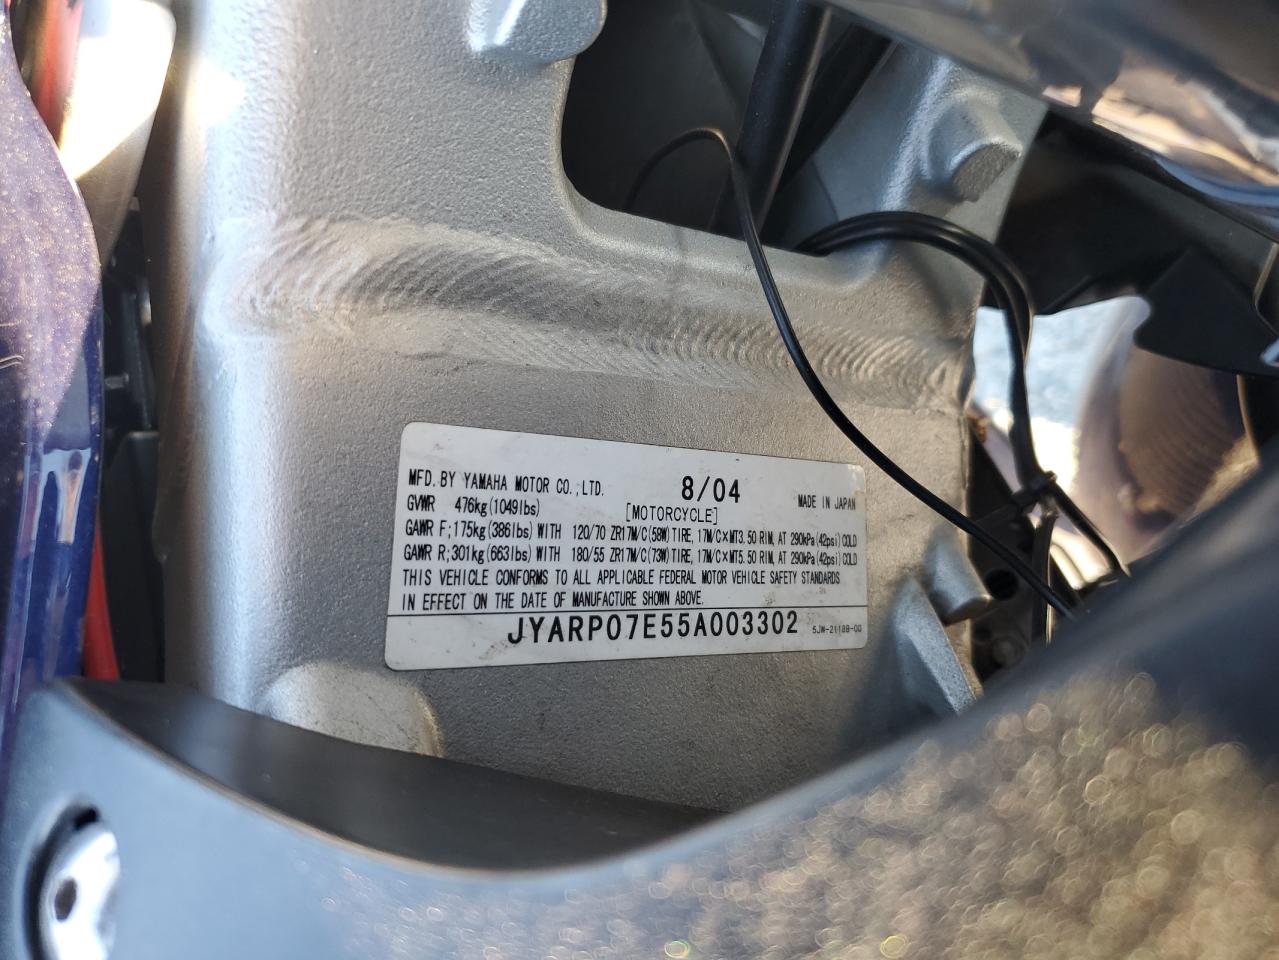 MFD. BY YAMAHA MOTOR CO.,LTD. 8/04 MADE IN JAPAN
GVWR 476kg(1049lbs) [MOTORCYCLE]
GAWR F;175kg(386lbs) WITH 120/70 ZR17M/C(58W) TIRE, 17M/C×MT3.50 RIM, AT 290kPa(42psi) COLD
GAWR R;301kg(663lbs) WITH 180/55 ZR17M/C(73W) TIRE, 17M/C×MT5.50 RIM, AT 290kPa(42psi) COLD
THIS VEHICLE CONFORMS TO ALL APPLICABLE FEDERAL MOTOR VEHICLE SAFETY STANDARDS
IN EFFECT ON THE DATE OF MANUFACTURE SHOWN ABOVE.
JYARP07E55A003302 5JW-21189-00